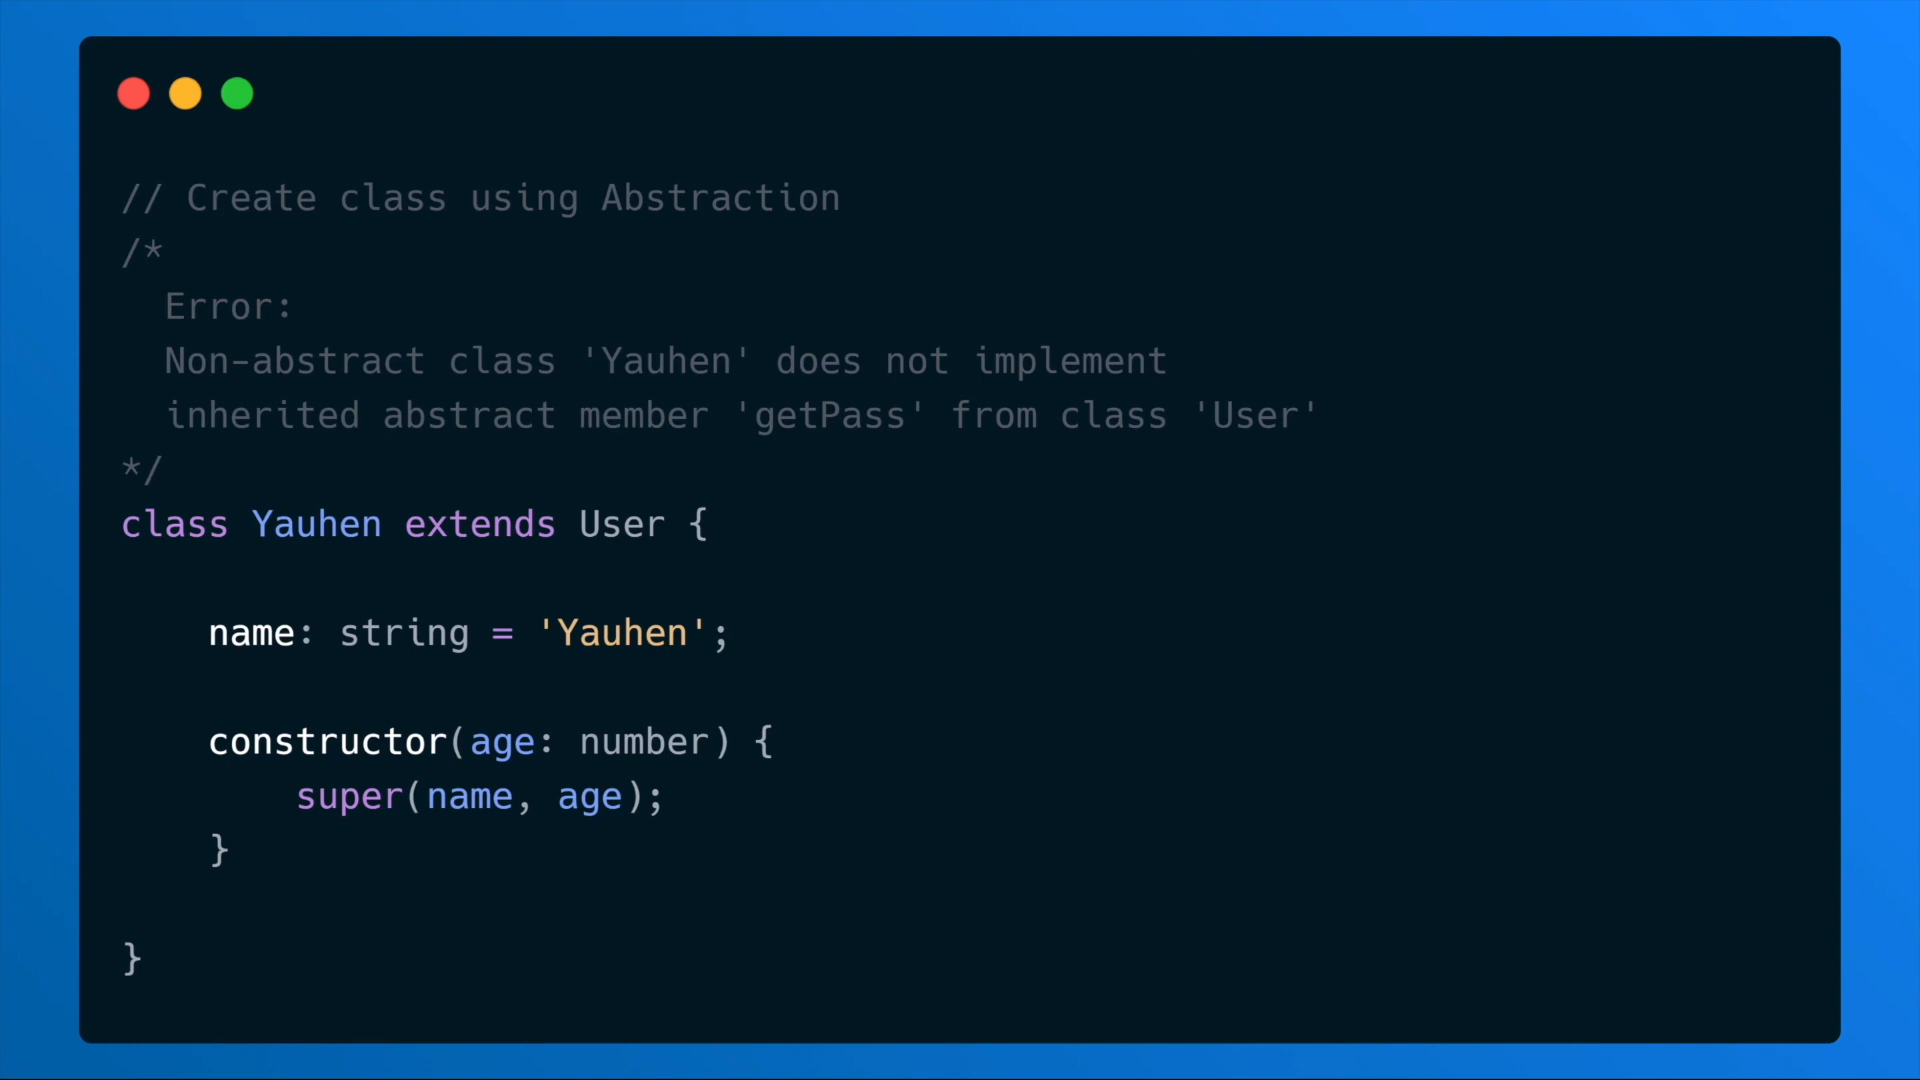 // Create class using Abstraction
/*
  Error:
  Non-abstract class 'Yauhen' does not implement
  inherited abstract member 'getPass' from class 'User'
*/
class Yauhen extends User {
    name: string = 'Yauhen';
    constructor(age: number) {
        super(name, age);
    }
}